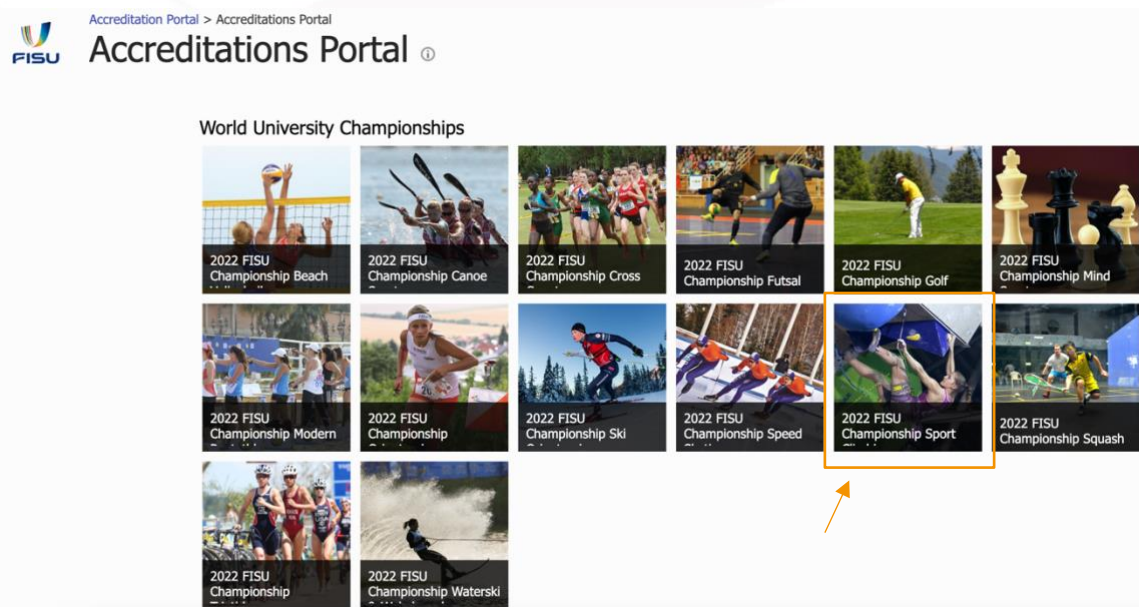 Accreditation Portal > Accreditations Portal
FISU
Accreditations Portal
World University Championships
2022 FISU
Championship Beach
2022 FISU
Championship Canoe
2022 FISU
Championship Cross
2022 FISU
Championship Futsal
2022 FISU
Championship Golf
2022 FISU
Championship Mind
2022 FISU
Championship Modern
2022 FISU
Championship
2022 FISU
Championship Ski
2022 FISU
Championship Speed
2022 FISU
Championship Sport
2022 FISU
Championship Squash
2022 FISU
Championship
2022 FISU
Championship Waterski